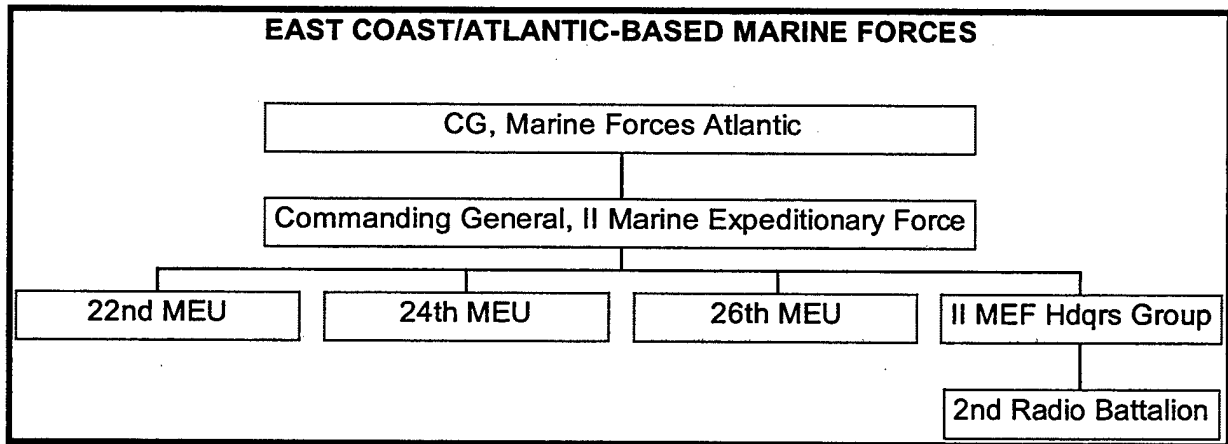 EAST COAST/ATLANTIC-BASED MARINE FORCES
CG, Marine Forces Atlantic
Commanding General, II Marine Expeditionary Force
22nd MEU
24th MEU
26th MEU
II MEF Hdqrs Group
2nd Radio Battalion